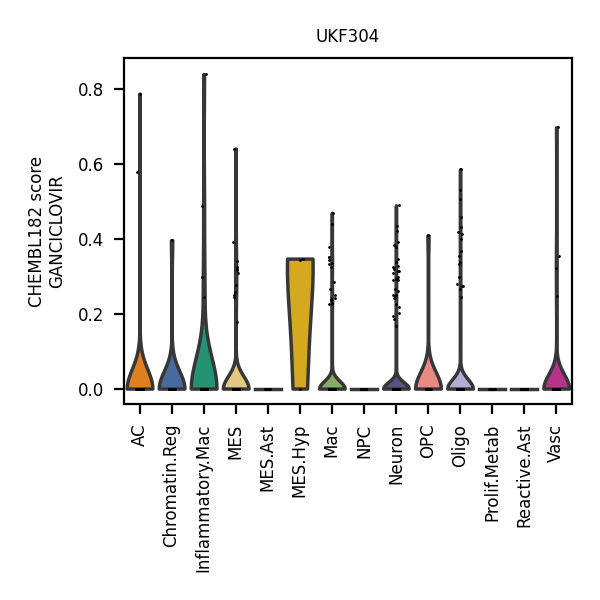 UKF304
CHEMBL182 score
GANCICLOVIR
0.8
0.6
0.4
0.2
0.0
AC
Chromatin.Reg
Inflammatory.Mac
MES
MES.Ast
MES.Hyp
Mac
NPC
Neuron
OPC
Oligo
Prolif.Metab
Reactive.Ast
Vasc